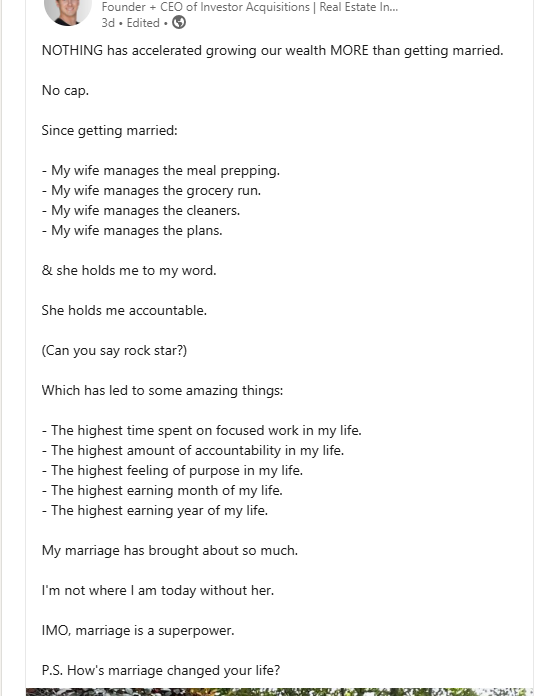 Founder + CEO of Investor Acquisitions | Real Estate In...
3d • Edited •
NOTHING has accelerated growing our wealth MORE than getting married.
No cap.
Since getting married:
- My wife manages the meal prepping.
- My wife manages the grocery run.
- My wife manages the cleaners.
- My wife manages the plans.
& she holds me to my word.
She holds me accountable.
(Can you say rock star?)
Which has led to some amazing things:
- The highest time spent on focused work in my life.
- The highest amount of accountability in my life.
- The highest feeling of purpose in my life.
- The highest earning month of my life.
- The highest earning year of my life.
My marriage has brought about so much.
I'm not where I am today without her.
IMO, marriage is a superpower.
P.S. How's marriage changed your life?